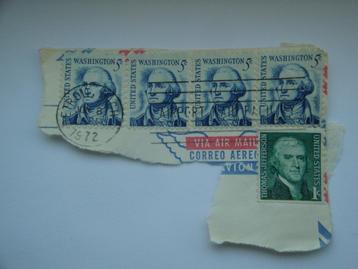 WASHINGTON 5¢
UNITED STATES
WASHINGTON 5¢
UNITED STATES
WASHINGTON 5¢
UNITED STATES
WASHINGTON 5¢
UNITED STATES
1972
VIA AIR MAIL
CORREO AEREO
THOMAS JEFFERSON
1¢
UNITED STATES